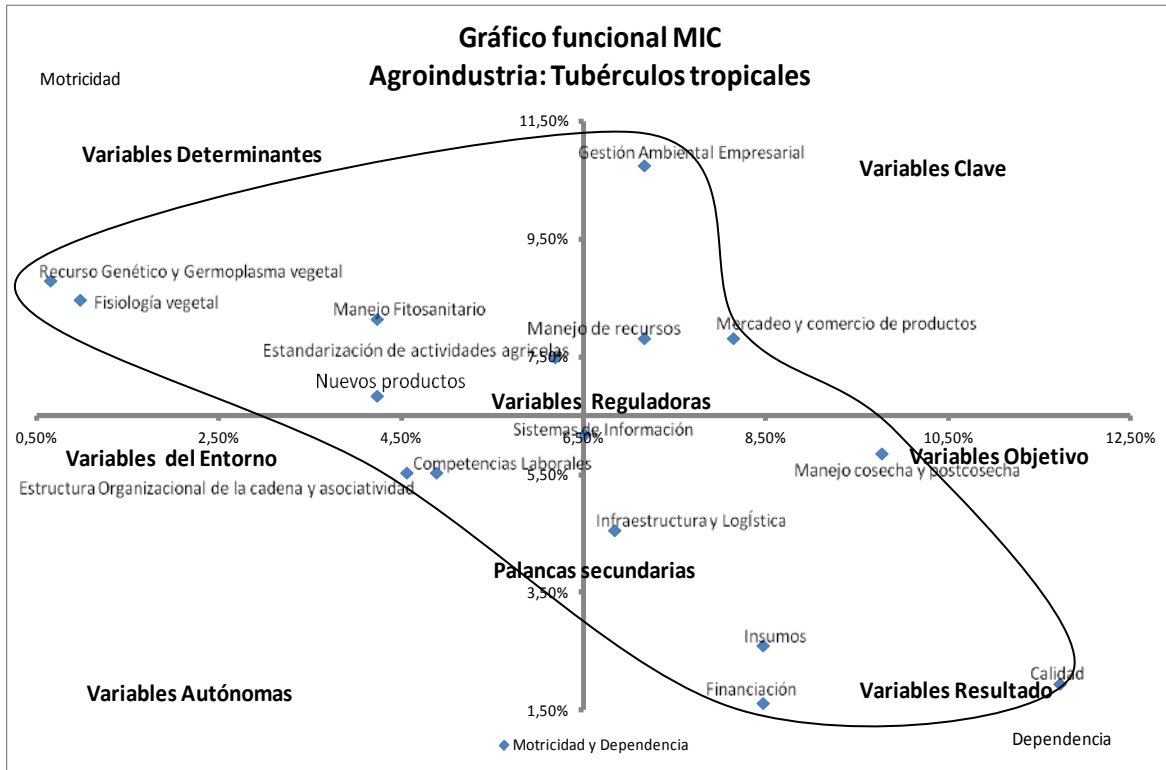 Gráfico funcional MIC
Agroindustria: Tubérculos tropicales
Motricidad
11,50%
Variables Determinantes
Gestión Ambiental Empresarial
Variables Clave
9,50%
Recurso Genético y Germoplasma vegetal
Fisiología vegetal
Manejo Fitosanitario
Manejo de recursos
Mercadeo y comercio de productos
Estandarización de actividades agricolas
7,50%
Nuevos productos
Variables Reguladoras
0,50%
2,50%
4,50%
6,50%
8,50%
10,50%
12,50%
Sistemas de Información
Variables del Entorno
Competencias Laborales
Variables Objetivo
Manejo cosecha y postcosecha
5,50%
Estructura Organizacional de la cadena y asociatividad
Infraestructura y Logística
Palancas secundarias
3,50%
Insumos
Calidad
Variables Autónomas
Financiación
Variables Resultado
1,50%
Motricidad y Dependencia
Dependencia